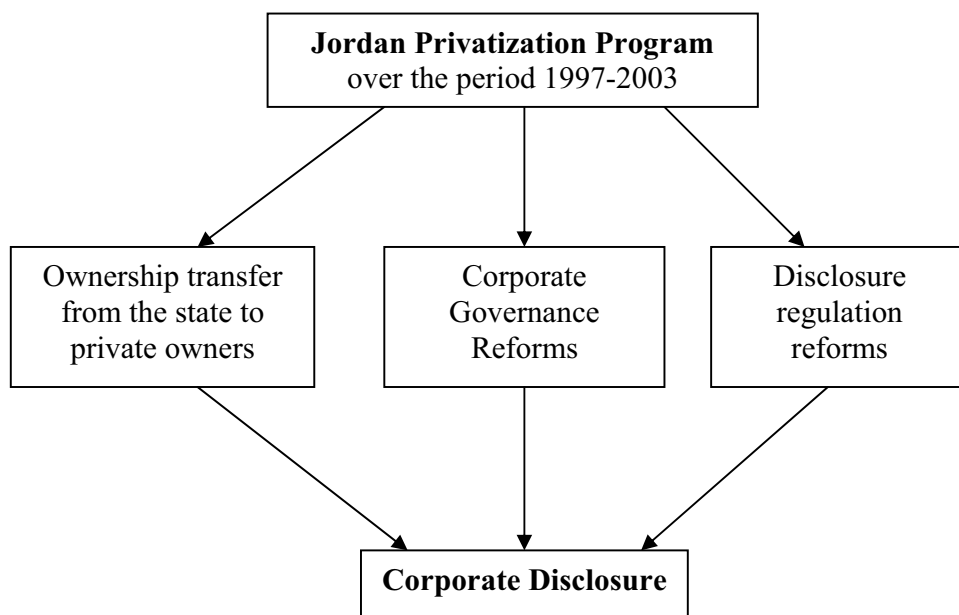 Jordan Privatization Program
over the period 1997-2003
Ownership transfer
from the state to
private owners
Corporate
Governance
Reforms
Disclosure
regulation
reforms
Corporate Disclosure